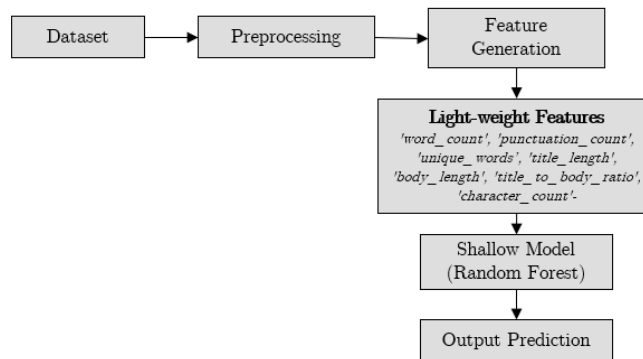 Dataset
Preprocessing
Feature
Generation
Light-weight Features
'word_count', 'punctuation_count',
'unique_words', 'title_length',
'body_length', 'title_to_body_ratio',
'character_count'-
Shallow Model
(Random Forest)
Output Prediction